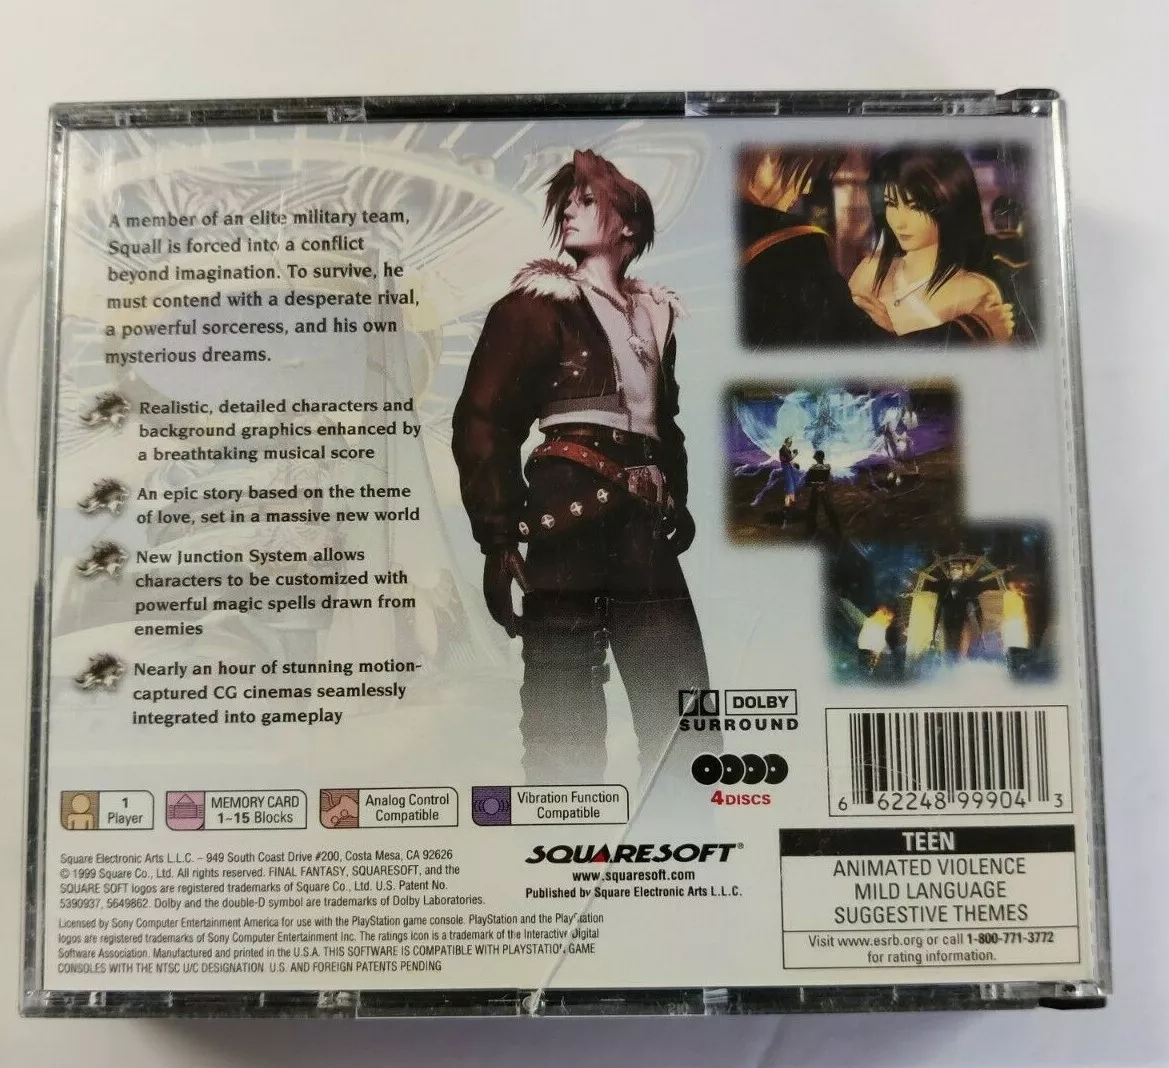 A member of an elite military team,
Squall is forced into a conflict
beyond imagination. To survive, he
must contend with a desperate rival,
a powerful sorceress, and his own
mysterious dreams.
Realistic, detailed characters and
background graphics enhanced by
a breathtaking musical score
An epic story based on the theme
of love, set in a massive new world
New Junction System allows
characters to be customized with
powerful magic spells drawn from
enemies
Nearly an hour of stunning motion-
captured CG cinemas seamlessly
integrated into gameplay
DOLBY
SURROUND
4 DISCS
6 62248 99904 3
1
Player
MEMORY CARD
1~15 Blocks
Analog Control
Compatible
Vibration Function
Compatible
Square Electronic Arts L.L.C. – 949 South Coast Drive #200, Costa Mesa, CA 92626
© 1999 Square Co., Ltd. All rights reserved. FINAL FANTASY, SQUARESOFT, and the
SQUARE SOFT logos are registered trademarks of Square Co., Ltd. U.S. Patent No.
5390937, 5649862. Dolby and the double-D symbol are trademarks of Dolby Laboratories.
Licensed by Sony Computer Entertainment America for use with the PlayStation game console. PlayStation and the PlayStation
logos are registered trademarks of Sony Computer Entertainment Inc. The ratings icon is a trademark of the Interactive Digital
Software Association. Manufactured and printed in the U.S.A. THIS SOFTWARE IS COMPATIBLE WITH PLAYSTATION GAME
CONSOLES WITH THE NTSC U/C DESIGNATION. U.S. AND FOREIGN PATENTS PENDING
SQUARESOFT®
www.squaresoft.com
Published by Square Electronic Arts L.L.C.
TEEN
ANIMATED VIOLENCE
MILD LANGUAGE
SUGGESTIVE THEMES
Visit www.esrb.org or call 1-800-771-3772
for rating information.